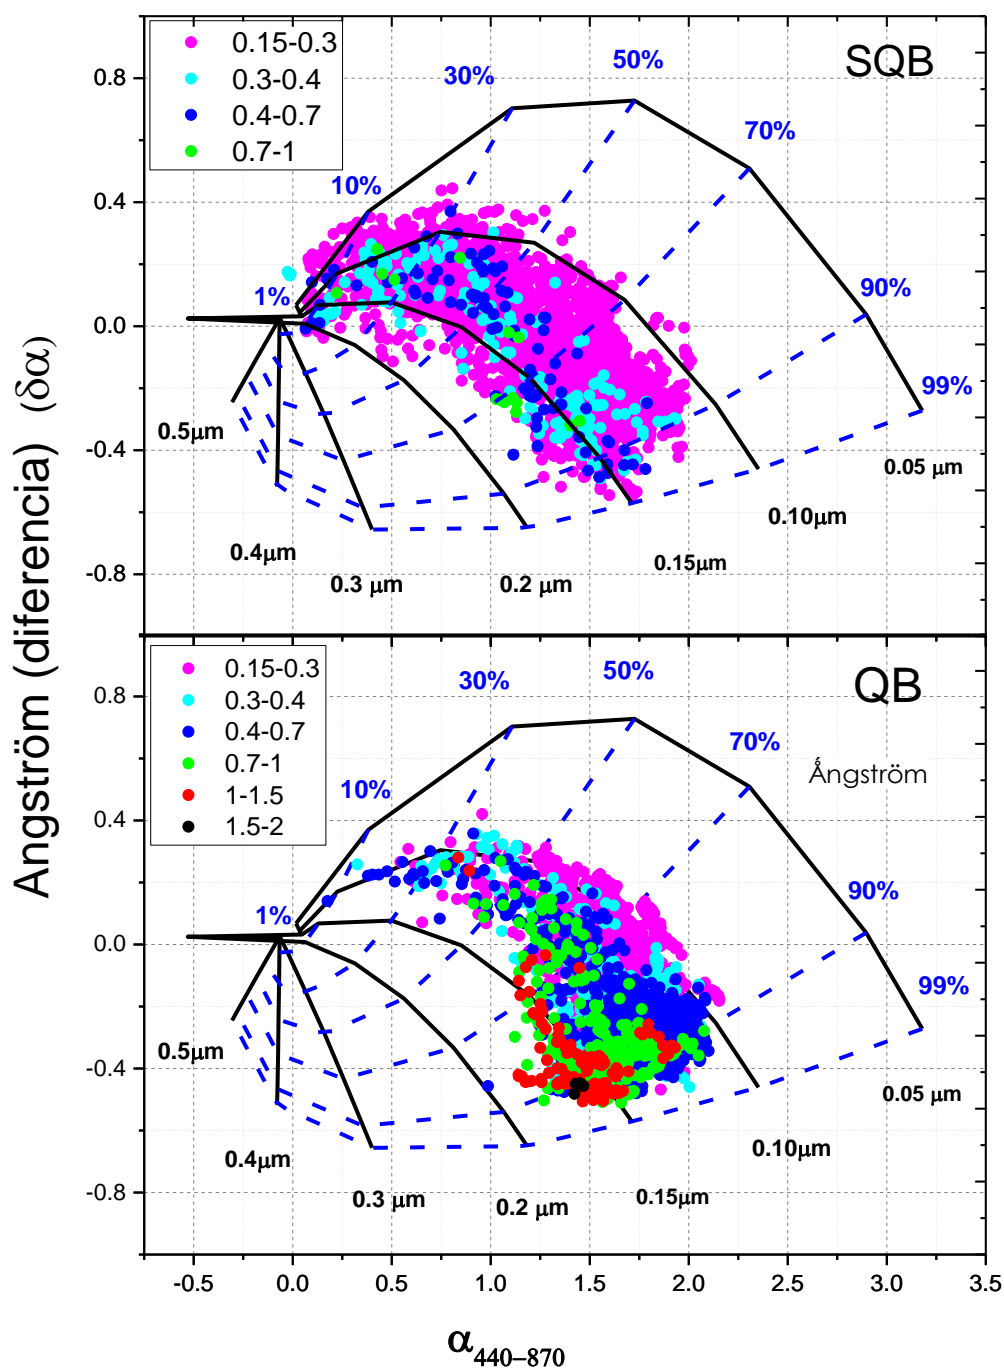 Angström (diferencia) (δα)
0.15-0.3
0.3-0.4
0.4-0.7
0.7-1
SQB
0.8
0.4
0.0
-0.4
-0.8
1%
10%
30%
50%
70%
90%
99%
0.5µm
0.4µm
0.3 µm
0.2 µm
0.15µm
0.10µm
0.05 µm
0.15-0.3
0.3-0.4
0.4-0.7
0.7-1
1-1.5
1.5-2
QB
Ångström
0.8
0.4
0.0
-0.4
-0.8
1%
10%
30%
50%
70%
90%
99%
0.5µm
0.4µm
0.3 µm
0.2 µm
0.15µm
0.10µm
0.05 µm
-0.5 0.0 0.5 1.0 1.5 2.0 2.5 3.0 3.5
α440–870